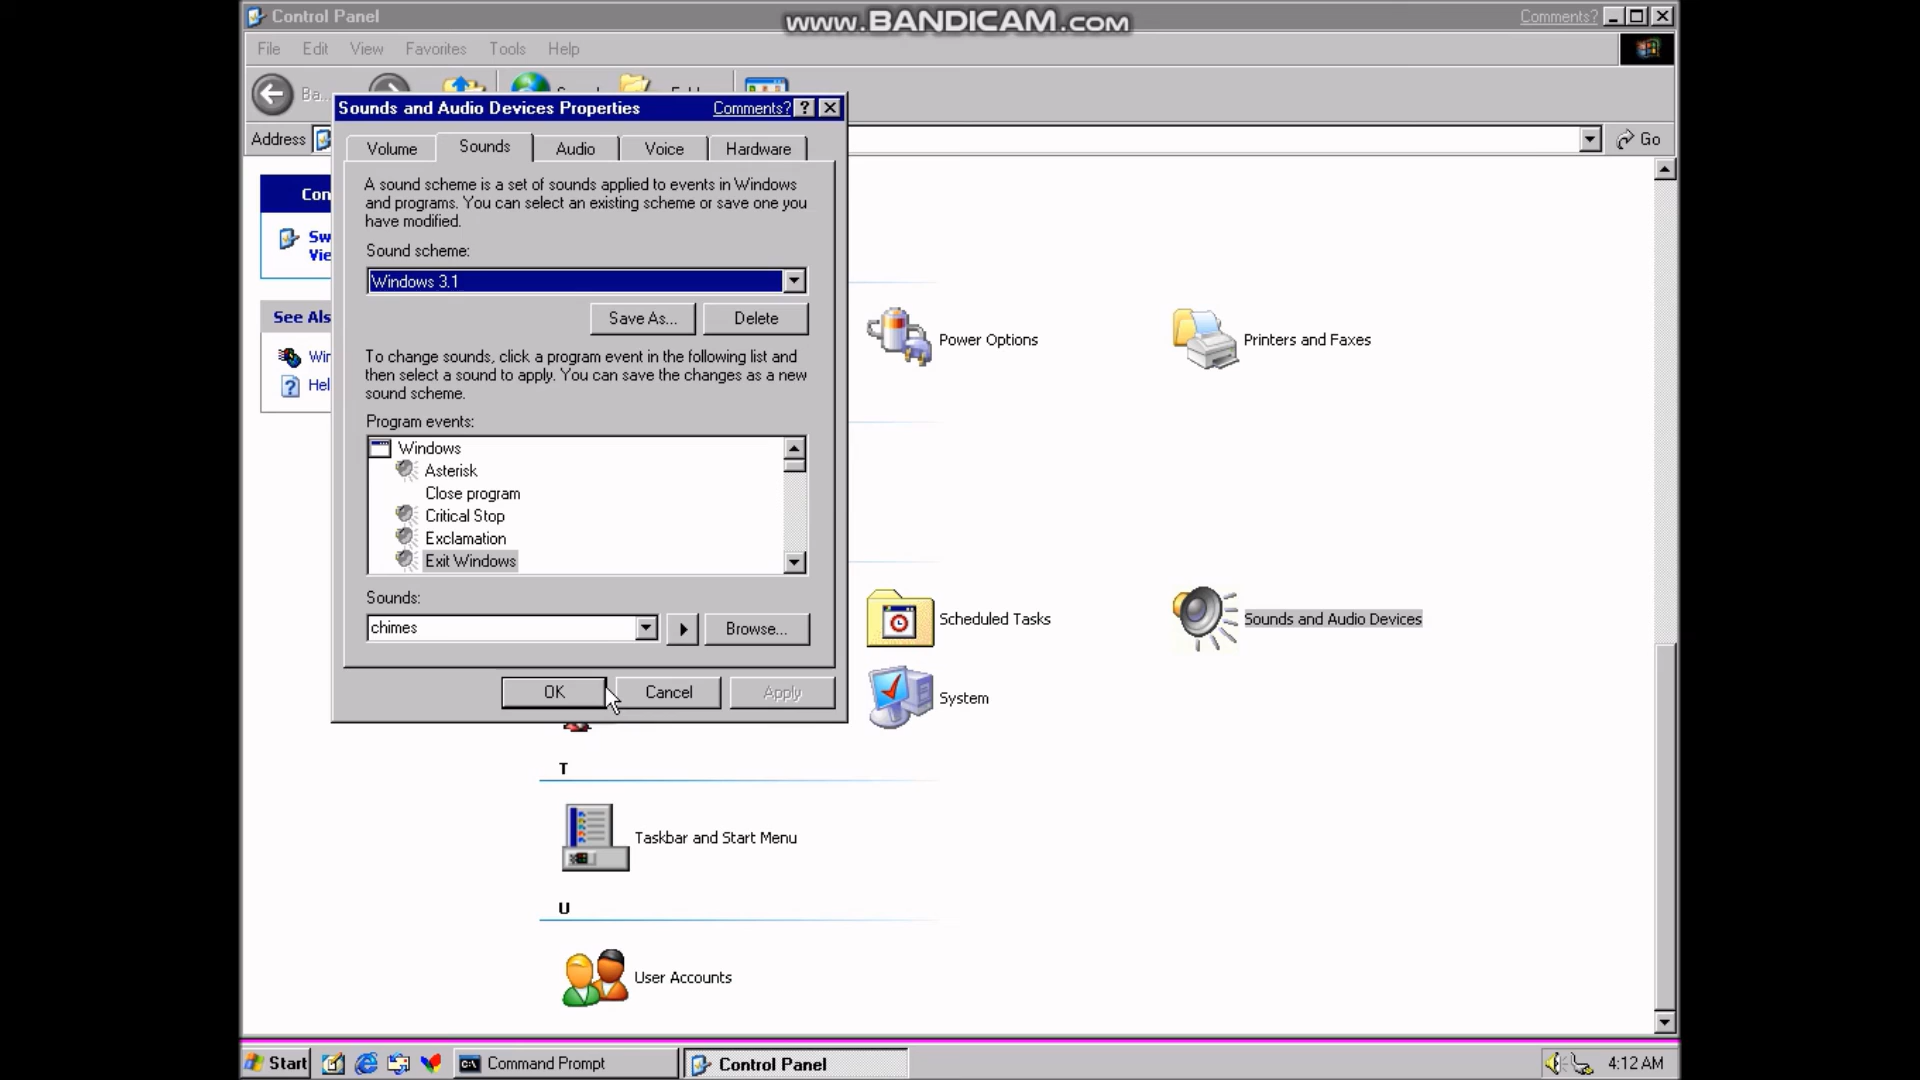 Control Panel
www.BANDICAM.com
Comments?
File Edit View Favorites Tools Help
Ba...
Address
Go
Sounds and Audio Devices Properties
Comments?
Volume Sounds Audio Voice Hardware
A sound scheme is a set of sounds applied to events in Windows
and programs. You can select an existing scheme or save one you
have modified.
Sound scheme:
Windows 3.1
Save As... Delete
To change sounds, click a program event in the following list and
then select a sound to apply. You can save the changes as a new
sound scheme.
Program events:
Windows
Asterisk
Close program
Critical Stop
Exclamation
Exit Windows
Sounds:
chimes
Browse...
OK Cancel Apply
Con
Sw
Vie
See Als
Win
Hel
Power Options
Printers and Faxes
Scheduled Tasks
Sounds and Audio Devices
System
T
Taskbar and Start Menu
U
User Accounts
Start
Command Prompt
Control Panel
4:12 AM